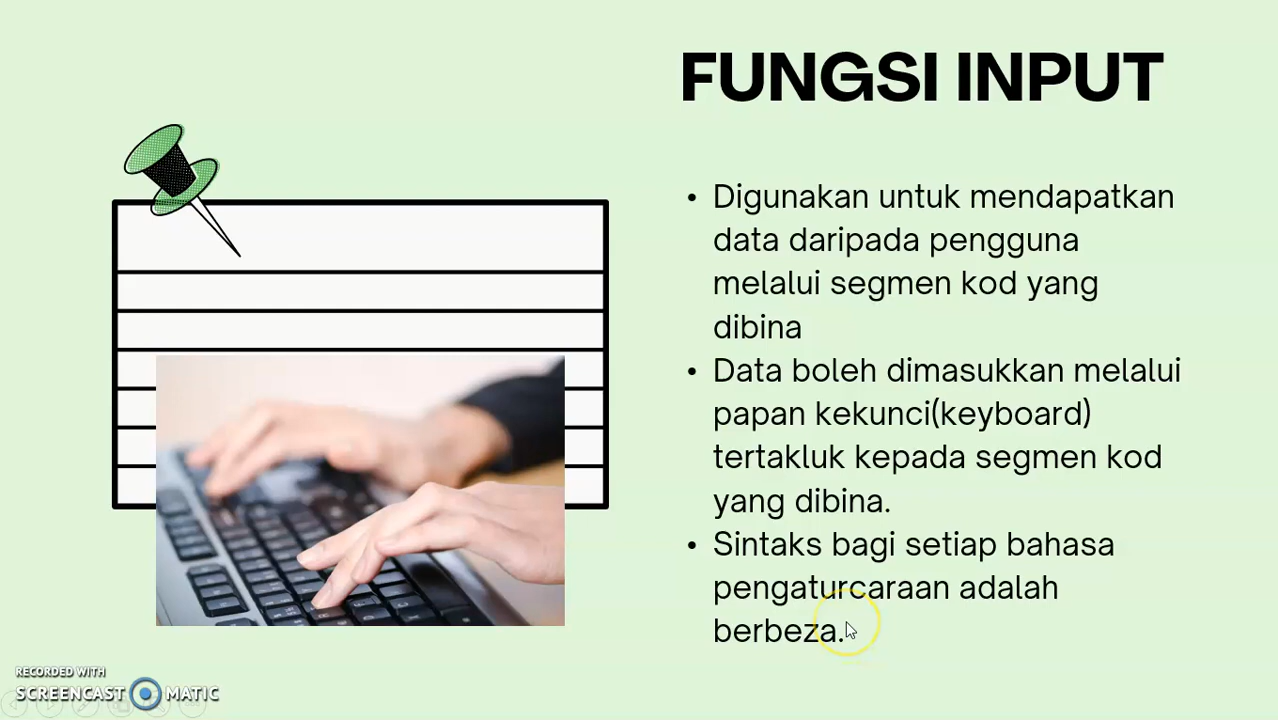 FUNGSI INPUT
• Digunakan untuk mendapatkan
data daripada pengguna
melalui segmen kod yang
dibina
• Data boleh dimasukkan melalui
papan kekunci(keyboard)
tertakluk kepada segmen kod
yang dibina.
• Sintaks bagi setiap bahasa
pengaturcaraan adalah
berbeza.
RECORDED WITH
SCREENCAST MATIC